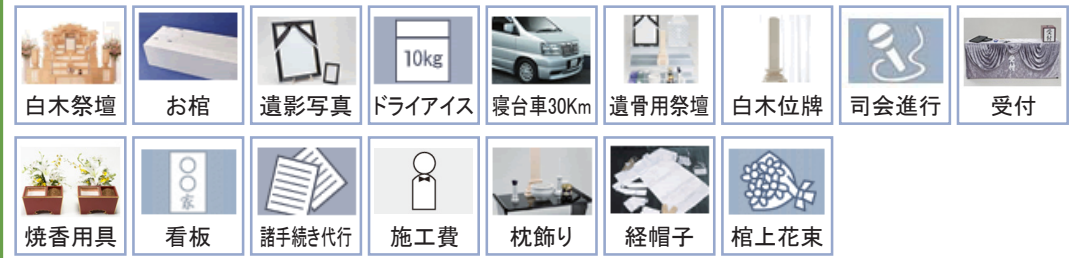 10kg
白木祭壇
お棺
遺影写真
ドライアイス
寝台車30Km
遺骨用祭壇
白木位牌
司会進行
受付
〇〇家
焼香用具
看板
諸手続き代行
施工費
枕飾り
経帽子
棺上花束